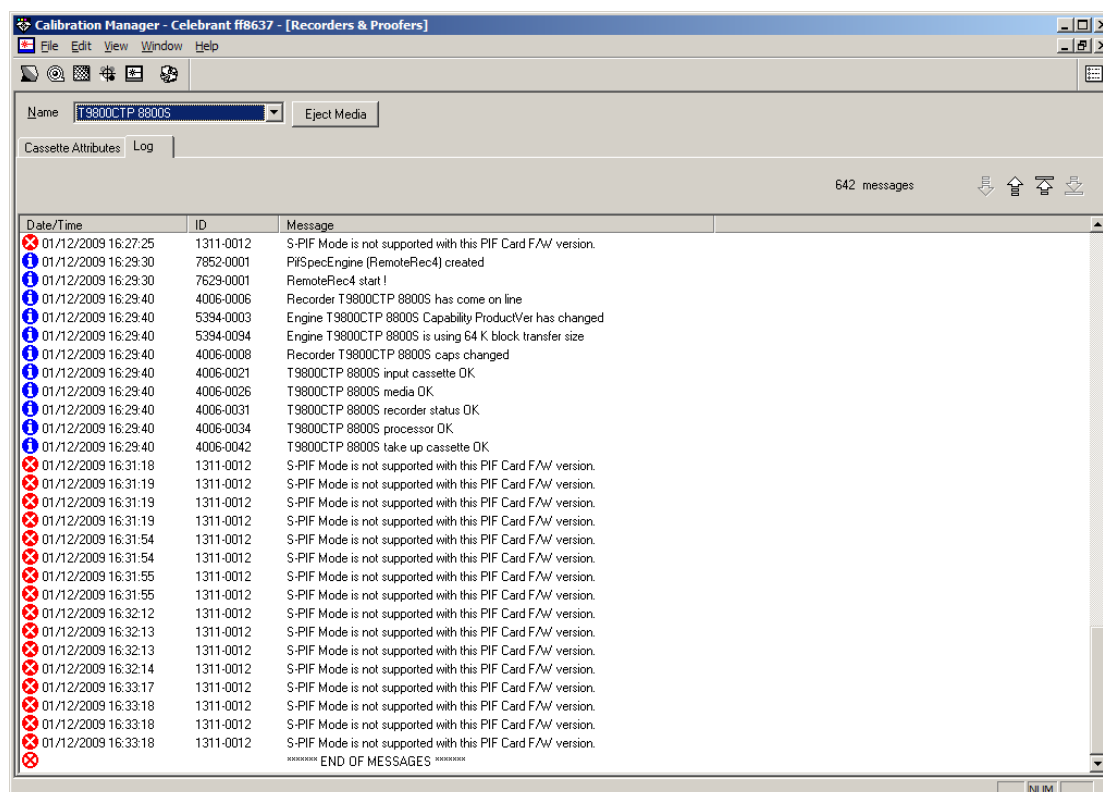 Calibration Manager - Celebrant ff8637 - [Recorders & Proofers]
File Edit View Window Help
Name T9800CTP 8800S Eject Media
Cassette Attributes Log
642 messages
Date/Time ID Message
01/12/2009 16:27:25 1311-0012 S-PIF Mode is not supported with this PIF Card F/W version.
01/12/2009 16:29:30 7852-0001 PifSpecEngine (RemoteRec4) created
01/12/2009 16:29:30 7629-0001 RemoteRec4 start !
01/12/2009 16:29:40 4006-0006 Recorder T9800CTP 8800S has come on line
01/12/2009 16:29:40 5394-0003 Engine T9800CTP 8800S Capability ProductVer has changed
01/12/2009 16:29:40 5394-0094 Engine T9800CTP 8800S is using 64 K block transfer size
01/12/2009 16:29:40 4006-0008 Recorder T9800CTP 8800S caps changed
01/12/2009 16:29:40 4006-0021 T9800CTP 8800S input cassette OK
01/12/2009 16:29:40 4006-0026 T9800CTP 8800S media OK
01/12/2009 16:29:40 4006-0031 T9800CTP 8800S recorder status OK
01/12/2009 16:29:40 4006-0034 T9800CTP 8800S processor OK
01/12/2009 16:29:40 4006-0042 T9800CTP 8800S take up cassette OK
01/12/2009 16:31:18 1311-0012 S-PIF Mode is not supported with this PIF Card F/W version.
01/12/2009 16:31:19 1311-0012 S-PIF Mode is not supported with this PIF Card F/W version.
01/12/2009 16:31:19 1311-0012 S-PIF Mode is not supported with this PIF Card F/W version.
01/12/2009 16:31:19 1311-0012 S-PIF Mode is not supported with this PIF Card F/W version.
01/12/2009 16:31:54 1311-0012 S-PIF Mode is not supported with this PIF Card F/W version.
01/12/2009 16:31:54 1311-0012 S-PIF Mode is not supported with this PIF Card F/W version.
01/12/2009 16:31:55 1311-0012 S-PIF Mode is not supported with this PIF Card F/W version.
01/12/2009 16:31:55 1311-0012 S-PIF Mode is not supported with this PIF Card F/W version.
01/12/2009 16:32:12 1311-0012 S-PIF Mode is not supported with this PIF Card F/W version.
01/12/2009 16:32:13 1311-0012 S-PIF Mode is not supported with this PIF Card F/W version.
01/12/2009 16:32:13 1311-0012 S-PIF Mode is not supported with this PIF Card F/W version.
01/12/2009 16:32:14 1311-0012 S-PIF Mode is not supported with this PIF Card F/W version.
01/12/2009 16:33:17 1311-0012 S-PIF Mode is not supported with this PIF Card F/W version.
01/12/2009 16:33:18 1311-0012 S-PIF Mode is not supported with this PIF Card F/W version.
01/12/2009 16:33:18 1311-0012 S-PIF Mode is not supported with this PIF Card F/W version.
01/12/2009 16:33:18 1311-0012 S-PIF Mode is not supported with this PIF Card F/W version.
******* END OF MESSAGES *******
NUM